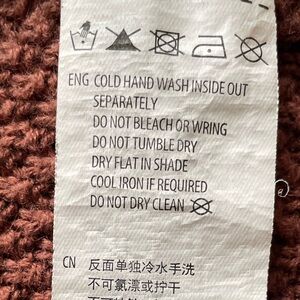 ENG COLD HAND WASH INSIDE OUT
SEPARATELY
DO NOT BLEACH OR WRING
DO NOT TUMBLE DRY
DRY FLAT IN SHADE
COOL IRON IF REQUIRED
DO NOT DRY CLEAN
CN 反面单独冷水手洗
不可氯漂或拧干